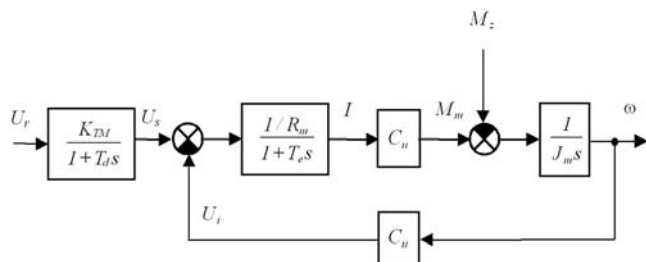 M_z
U_r
K_TM
1+T_d s
U_s
1/R_m
1+T_e s
I
C_u
M_m
1
J_m s
ω
U_i
C_u